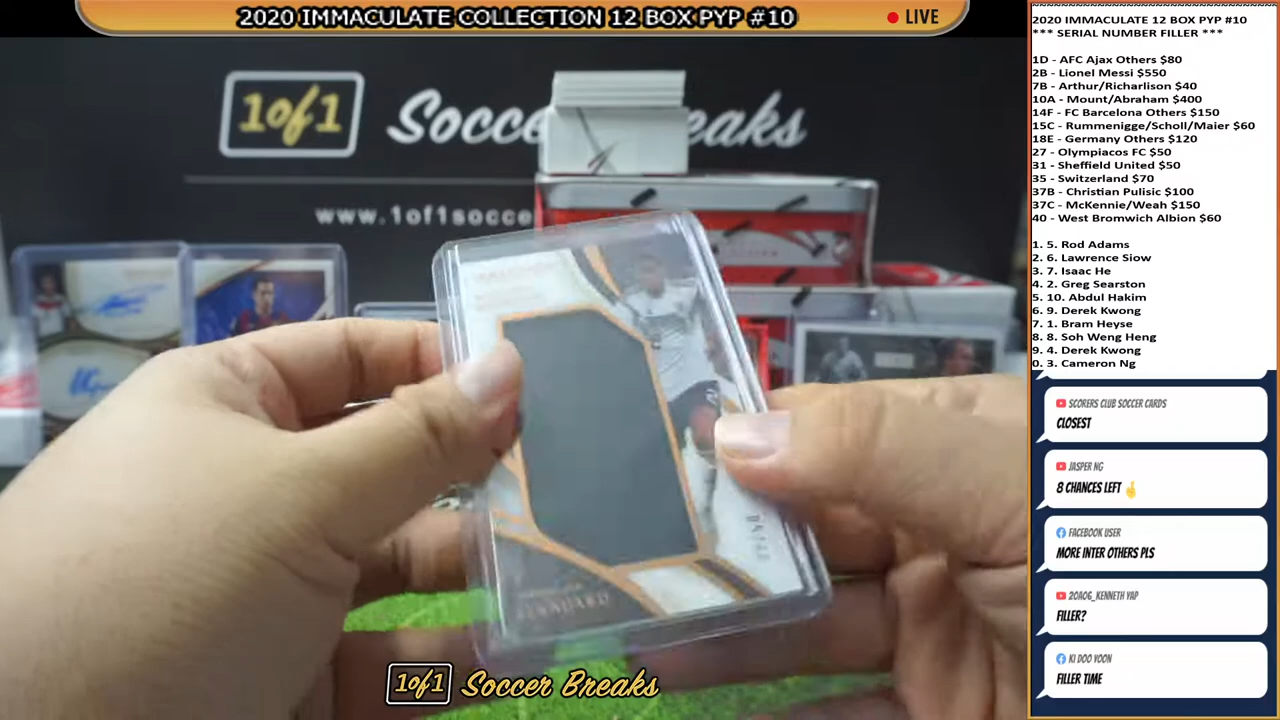 2020 IMMACULATE COLLECTION 12 BOX PYP #10
LIVE
1of1
Soccer Breaks
www.1of1socce
1of1 Soccer Breaks
2020 IMMACULATE 12 BOX PYP #10
*** SERIAL NUMBER FILLER ***
1D - AFC Ajax Others $80
2B - Lionel Messi $550
7B - Arthur/Richarlison $40
10A - Mount/Abraham $400
14F - FC Barcelona Others $150
15C - Rummenigge/Scholl/Maier $60
18E - Germany Others $120
27 - Olympiacos FC $50
31 - Sheffield United $50
35 - Switzerland $70
37B - Christian Pulisic $100
37C - McKennie/Weah $150
40 - West Bromwich Albion $60
1. 5. Rod Adams
2. 6. Lawrence Siow
3. 7. Isaac He
4. 2. Greg Searston
5. 10. Abdul Hakim
6. 9. Derek Kwong
7. 1. Bram Heyse
8. 8. Soh Weng Heng
9. 4. Derek Kwong
0. 3. Cameron Ng
SCORERS CLUB SOCCER CARDS
CLOSEST
JASPER NG
8 CHANCES LEFT 🤞
FACEBOOK USER
MORE INTER OTHERS PLS
20A06_KENNETH YAP
FILLER?
KI DOO YOON
FILLER TIME